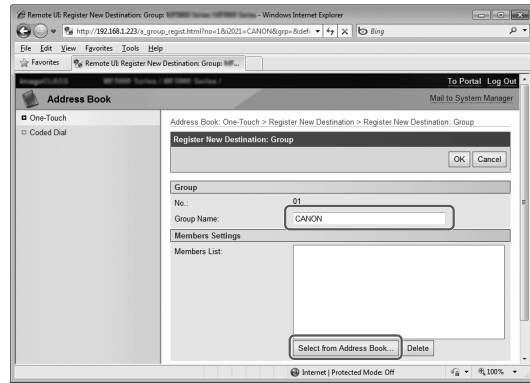 Remote UI: Register New Destination: Group: - Windows Internet Explorer
http://192.168.1.223/a_group_regist.html?no=1&i2021=CANON&grp=&defi
Bing
File Edit View Favorites Tools Help
Favorites Remote UI: Register New Destination: Group:
To Portal Log Out
Address Book
Mail to System Manager
One-Touch
Coded Dial
Address Book: One-Touch > Register New Destination > Register New Destination: Group
Register New Destination: Group
OK Cancel
Group
No.: 01
Group Name: CANON
Members Settings
Members List:
Select from Address Book... Delete
Internet | Protected Mode: Off 100%